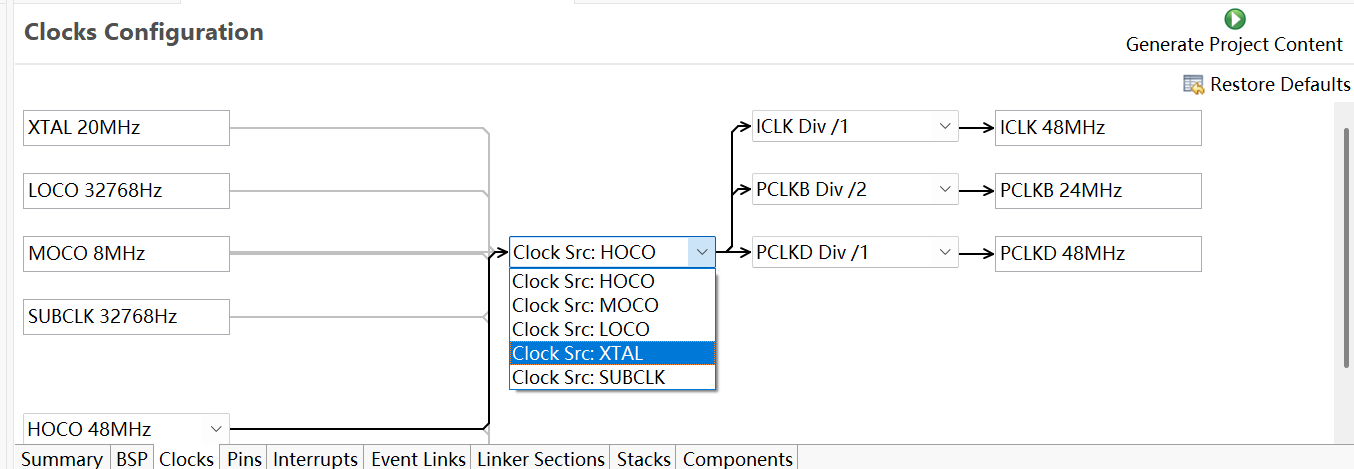 Clocks Configuration
Generate Project Content
Restore Defaults
XTAL 20MHz
ICLK Div /1
ICLK 48MHz
LOCO 32768Hz
PCLKB Div /2
PCLKB 24MHz
MOCO 8MHz
Clock Src: HOCO
PCLKD Div /1
PCLKD 48MHz
Clock Src: HOCO
Clock Src: MOCO
SUBCLK 32768Hz
Clock Src: LOCO
Clock Src: XTAL
Clock Src: SUBCLK
HOCO 48MHz
Summary BSP Clocks Pins Interrupts Event Links Linker Sections Stacks Components